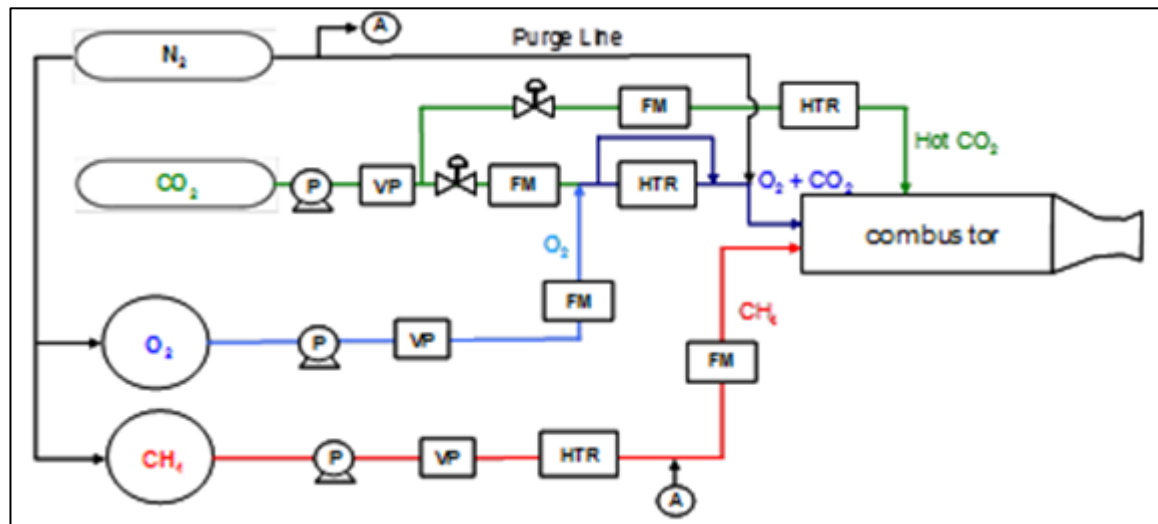 A
N₂
Purge Line
FM
HTR
Hot CO₂
CO₂
P
VP
FM
HTR
O₂ + CO₂
combustor
O₂
FM
CH₄
O₂
P
VP
FM
CH₄
P
VP
HTR
A